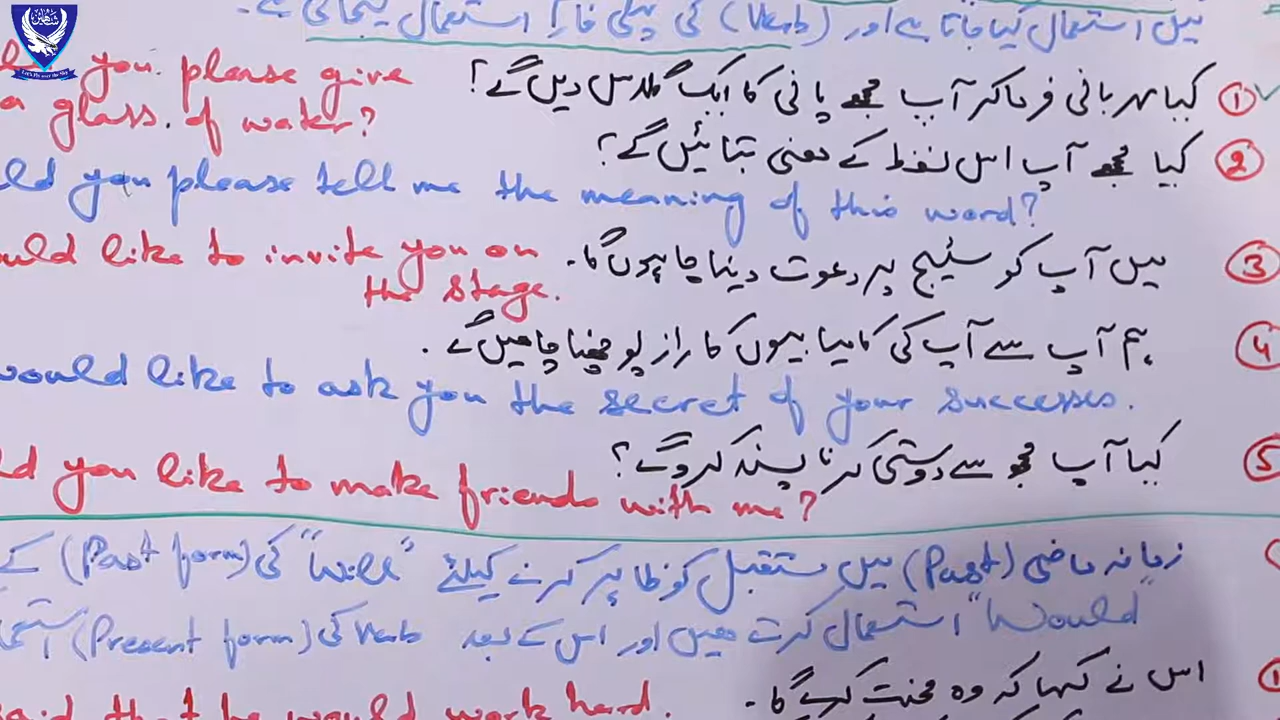 میں استعمال کیا جاتا ہے اور (Verb) کی پہلی فارم استعمال کی جاتی ہے۔
you please give
① کیا مہربانی فرما کر آپ مجھے پانی کا ایک گلاس دیں گے؟
a glass of water?
② کیا مجھے آپ اس لفظ کے معنی بتائیں گے؟
you please tell me the meaning of this word?
③ میں آپ کو سٹیج پر دعوت دینا چاہوں گا۔
like to invite you on
the stage.
④ ہم آپ سے آپ کی کامیابیوں کا راز پوچھنا چاہیں گے۔
would like to ask you the secret of your successes.
⑤ کیا آپ مجھ سے دوستی کرنا پسند کرو گے؟
you like to make friends with me?
زمانہ ماضی (Past) میں مستقبل کو ظاہر کرنے کیلئے "Will" کی (Past form) کے
"Would" استعمال کرتے ہیں اور اس کے بعد Verb کی (Present form)
① اس نے کہا کہ وہ محنت کرے گا۔
that he would work hard.